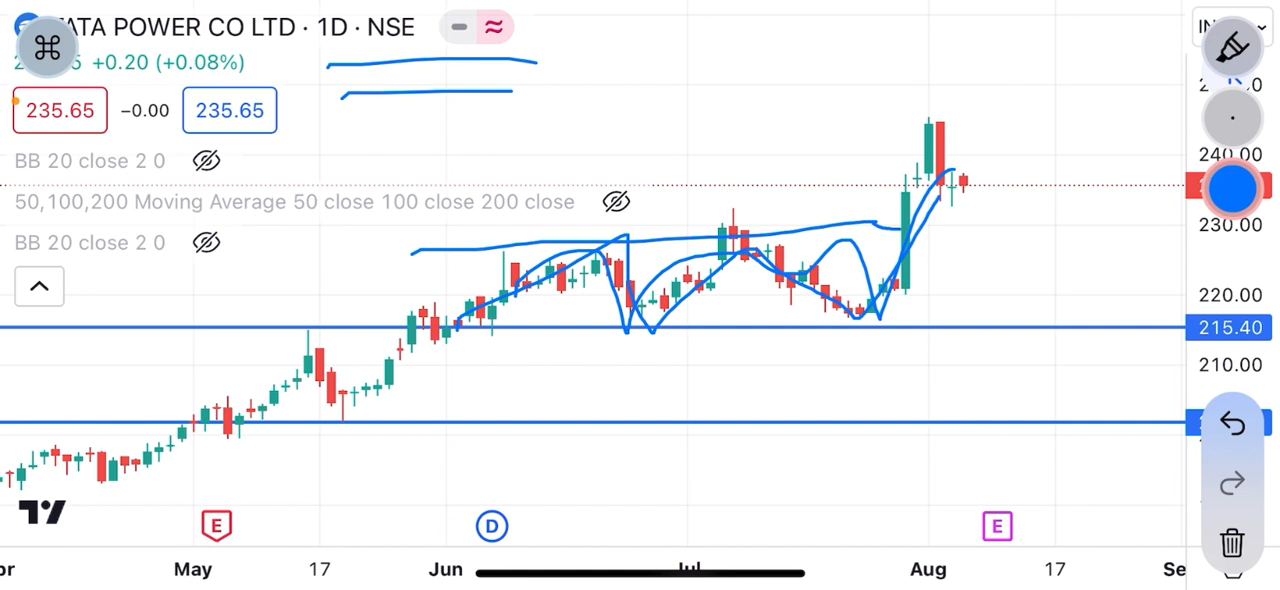 TATA POWER CO LTD · 1D · NSE
+0.20 (+0.08%)
235.65 −0.00 235.65
BB 20 close 2 0
240.00
50,100,200 Moving Average 50 close 100 close 200 close
230.00
BB 20 close 2 0
220.00
215.40
210.00
E D E
May 17 Jun Jul Aug 17